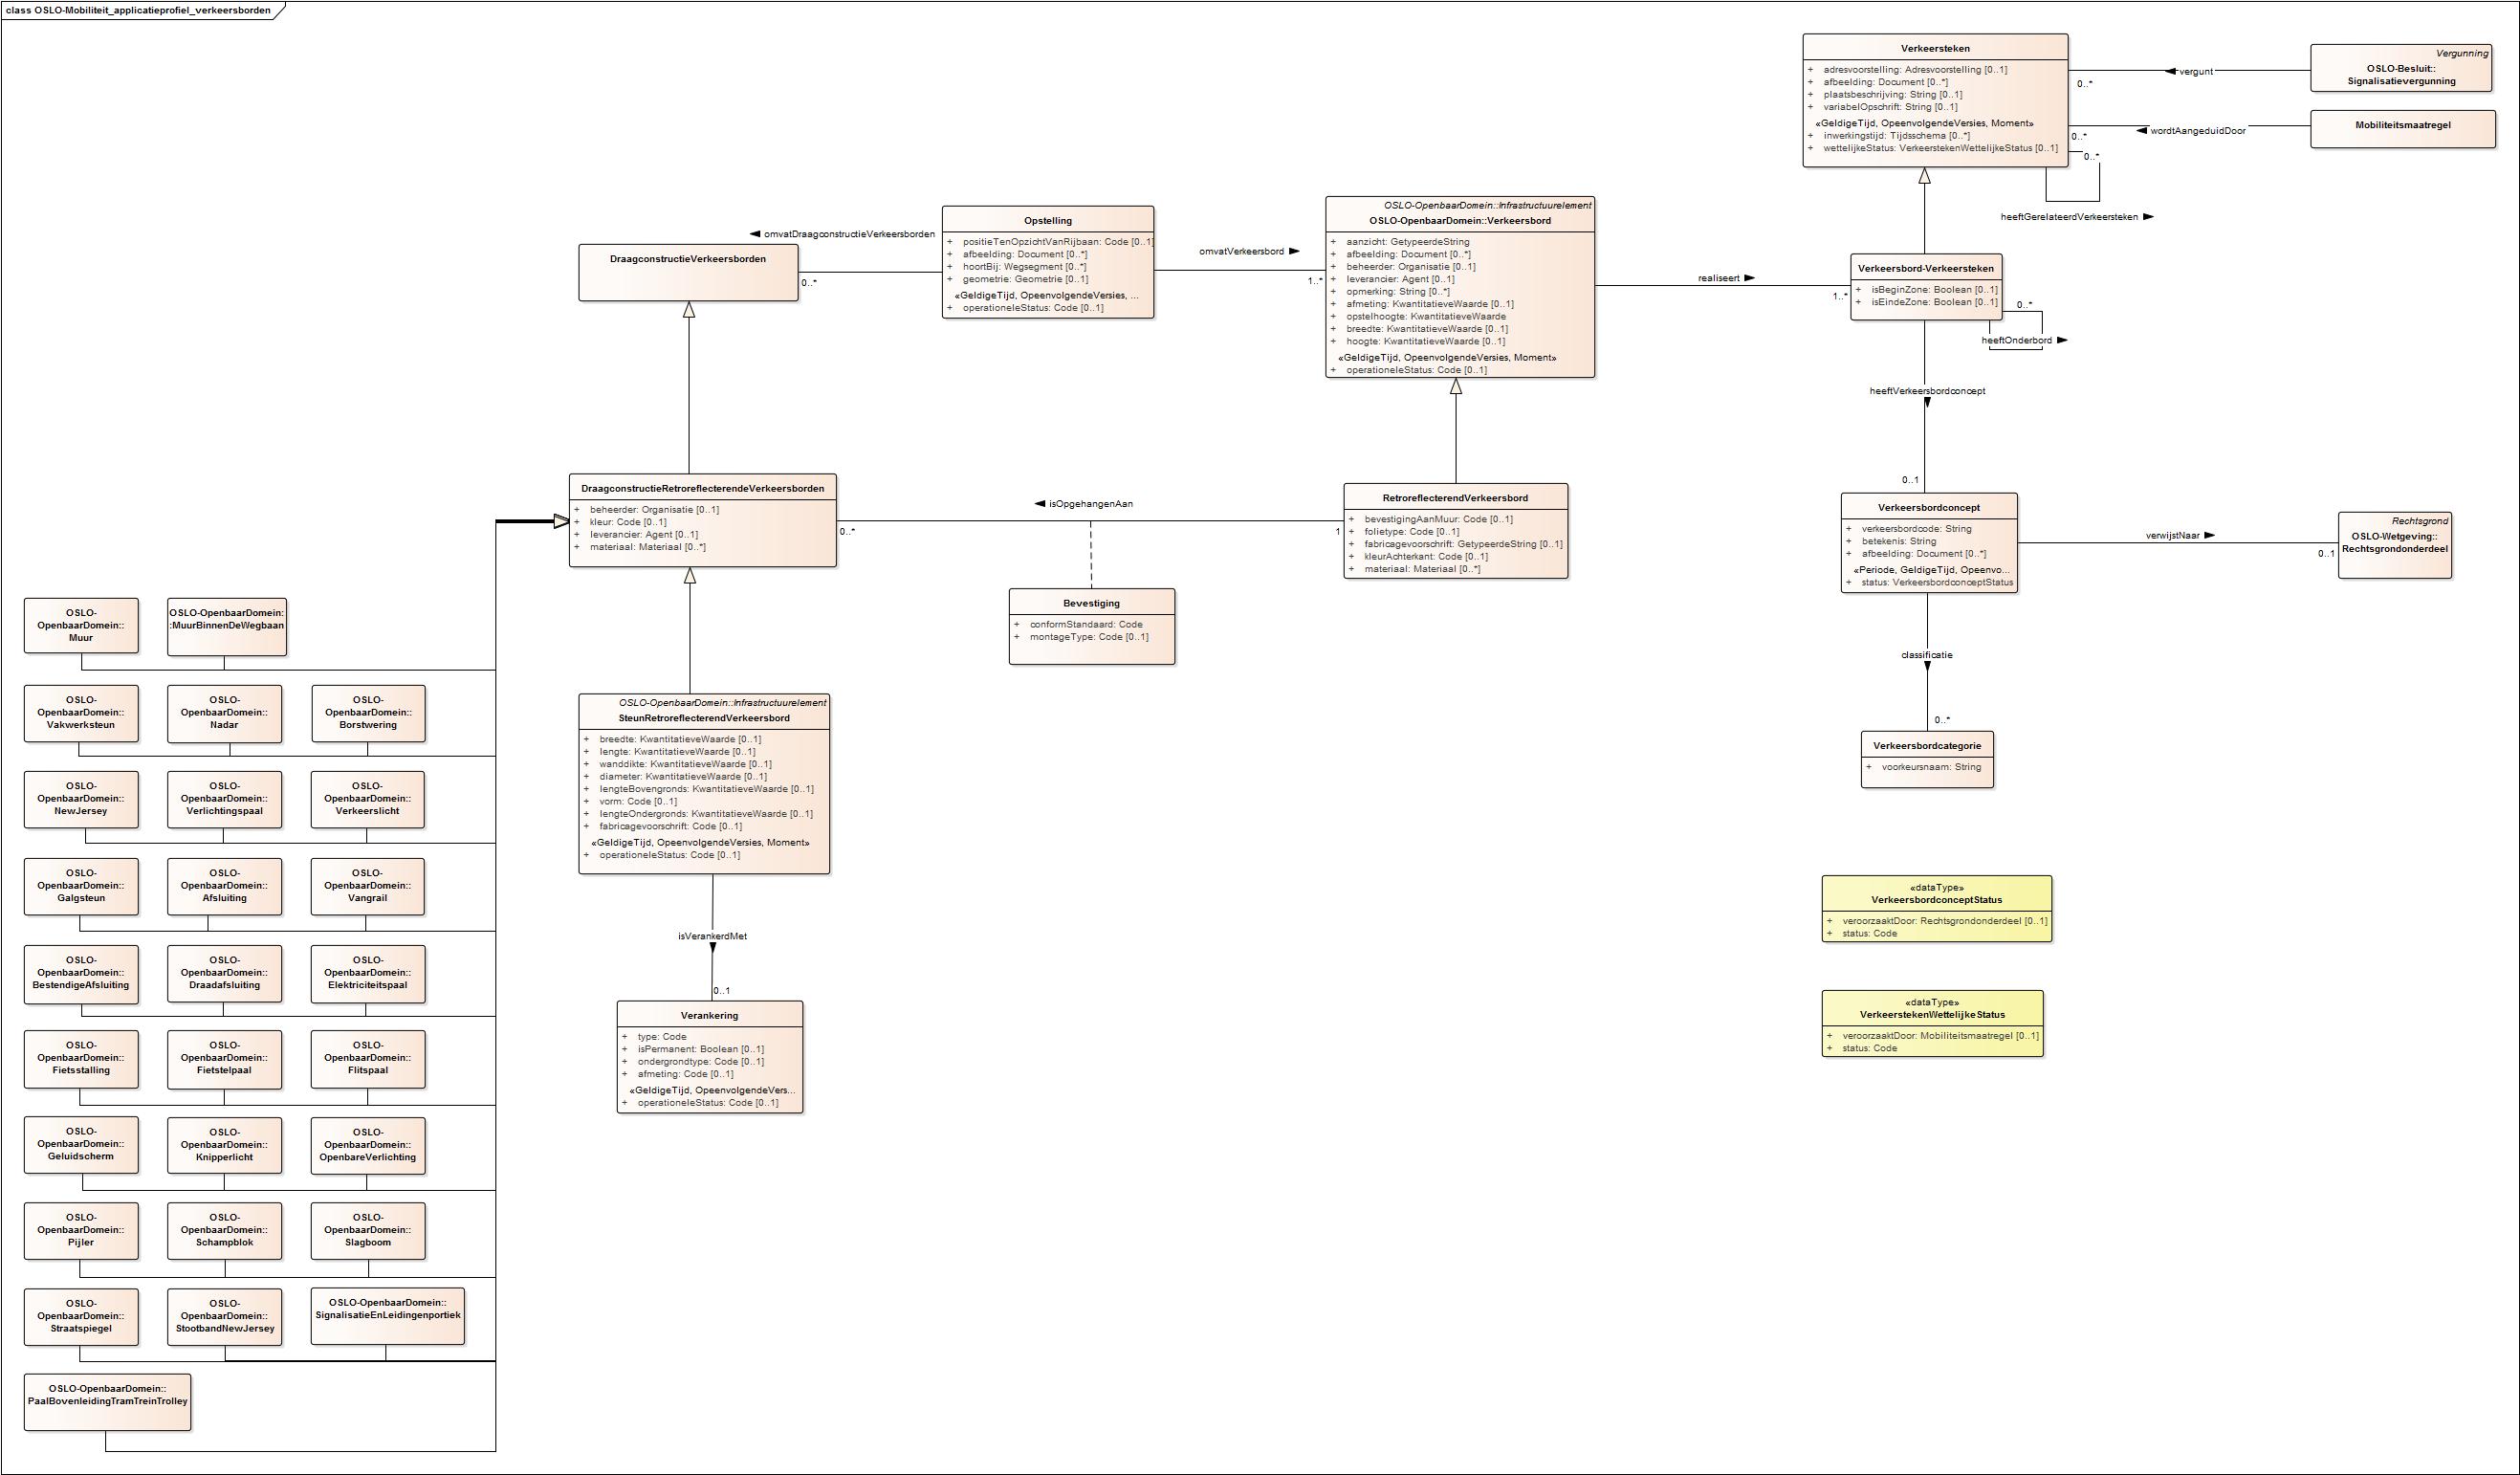 class OSLO-Mobiliteit_applicatieprofiel_verkeersborden
Verkeersteken
+ adresvoorstelling: Adresvoorstelling [0..1]
+ afbeelding: Document [0..*]
+ plaatsbeschrijving: String [0..1]
+ variabelOpschrift: String [0..1]
«GeldigeTijd, OpeenvolgendeVersies, Moment»
+ inwerkingstijd: Tijdsschema [0..*]
+ wettelijkeStatus: VerkeerstekenWettelijkeStatus [0..1]
vergunt
0..*
Vergunning
OSLO-Besluit::
Signalisatievergunning
wordtAangeduidDoor
0..*
Mobiliteitsmaatregel
0..*
heeftGerelateerdVerkeersteken
omvatDraagconstructieVerkeersborden
0..*
DraagconstructieVerkeersborden
Opstelling
+ positieTenOpzichtVanRijbaan: Code [0..1]
+ afbeelding: Document [0..*]
+ hoortBij: Wegsegment [0..*]
+ geometrie: Geometrie [0..1]
«GeldigeTijd, OpeenvolgendeVersies, ...
+ operationeleStatus: Code [0..1]
omvatVerkeersbord
1..*
OSLO-OpenbaarDomein::Infrastructuurelement
OSLO-OpenbaarDomein::Verkeersbord
+ aanzicht: GetypeerdeString
+ afbeelding: Document [0..*]
+ beheerder: Organisatie [0..1]
+ leverancier: Agent [0..1]
+ opmerking: String [0..*]
+ afmeting: KwantitatieveWaarde [0..1]
+ opstelhoogte: KwantitatieveWaarde
+ breedte: KwantitatieveWaarde [0..1]
+ hoogte: KwantitatieveWaarde [0..1]
«GeldigeTijd, OpeenvolgendeVersies, Moment»
+ operationeleStatus: Code [0..1]
realiseert
1..*
Verkeersbord-Verkeersteken
+ isBeginZone: Boolean [0..1]
+ isEindeZone: Boolean [0..1]
0..*
heeftOnderbord
heeftVerkeersbordconcept
0..1
DraagconstructieRetroreflecterendeVerkeersborden
+ beheerder: Organisatie [0..1]
+ kleur: Code [0..1]
+ leverancier: Agent [0..1]
+ materiaal: Materiaal [0..*]
isOpgehangenAan
0..*
1
RetroreflecterendVerkeersbord
+ bevestigingAanMuur: Code [0..1]
+ folietype: Code [0..1]
+ fabricagevoorschrift: GetypeerdeString [0..1]
+ kleurAchterkant: Code [0..1]
+ materiaal: Materiaal [0..*]
Bevestiging
+ conformStandaard: Code
+ montageType: Code [0..1]
Verkeersbordconcept
+ verkeersbordcode: String
+ betekenis: String
+ afbeelding: Document [0..*]
«Periode, GeldigeTijd, Opeenvo...
+ status: VerkeersbordconceptStatus
verwijstNaar
0..1
Rechtsgrond
OSLO-Wetgeving::
Rechtsgrondonderdeel
classificatie
0..*
Verkeersbordcategorie
+ voorkeursnaam: String
OSLO-OpenbaarDomein::Infrastructuurelement
SteunRetroreflecterendVerkeersbord
+ breedte: KwantitatieveWaarde [0..1]
+ lengte: KwantitatieveWaarde [0..1]
+ wanddikte: KwantitatieveWaarde [0..1]
+ diameter: KwantitatieveWaarde [0..1]
+ lengteBovengronds: KwantitatieveWaarde [0..1]
+ vorm: Code [0..1]
+ lengteOndergronds: KwantitatieveWaarde [0..1]
+ fabricagevoorschrift: Code [0..1]
«GeldigeTijd, OpeenvolgendeVersies, Moment»
+ operationeleStatus: Code [0..1]
isVerankerdMet
0..1
Verankering
+ type: Code
+ isPermanent: Boolean [0..1]
+ ondergrondtype: Code [0..1]
+ afmeting: Code [0..1]
«GeldigeTijd, OpeenvolgendeVers...
+ operationeleStatus: Code [0..1]
«dataType»
VerkeersbordconceptStatus
+ veroorzaaktDoor: Rechtsgrondonderdeel [0..1]
+ status: Code
«dataType»
VerkeerstekenWettelijkeStatus
+ veroorzaaktDoor: Mobiliteitsmaatregel [0..1]
+ status: Code
OSLO-
OpenbaarDomein::
Muur
OSLO-OpenbaarDomein:
:MuurBinnenDeWegbaan
OSLO-
OpenbaarDomein::
Vakwerksteun
OSLO-
OpenbaarDomein::
Nadar
OSLO-
OpenbaarDomein::
Borstwering
OSLO-
OpenbaarDomein::
NewJersey
OSLO-
OpenbaarDomein::
Verlichtingspaal
OSLO-
OpenbaarDomein::
Verkeerslicht
OSLO-
OpenbaarDomein::
Galgsteun
OSLO-
OpenbaarDomein::
Afsluiting
OSLO-
OpenbaarDomein::
Vangrail
OSLO-
OpenbaarDomein::
BestendigeAfsluiting
OSLO-
OpenbaarDomein::
Draadafsluiting
OSLO-
OpenbaarDomein::
Elektriciteitspaal
OSLO-
OpenbaarDomein::
Fietsstalling
OSLO-
OpenbaarDomein::
Fietstelpaal
OSLO-
OpenbaarDomein::
Flitspaal
OSLO-
OpenbaarDomein::
Geluidscherm
OSLO-
OpenbaarDomein::
Knipperlicht
OSLO-
OpenbaarDomein::
OpenbareVerlichting
OSLO-
OpenbaarDomein::
Pijler
OSLO-
OpenbaarDomein::
Schampblok
OSLO-
OpenbaarDomein::
Slagboom
OSLO-
OpenbaarDomein::
Straatspiegel
OSLO-
OpenbaarDomein::
StootbandNewJersey
OSLO-OpenbaarDomein::
SignalisatieEnLeidingenportiek
OSLO-OpenbaarDomein::
PaalBovenleidingTramTreinTrolley